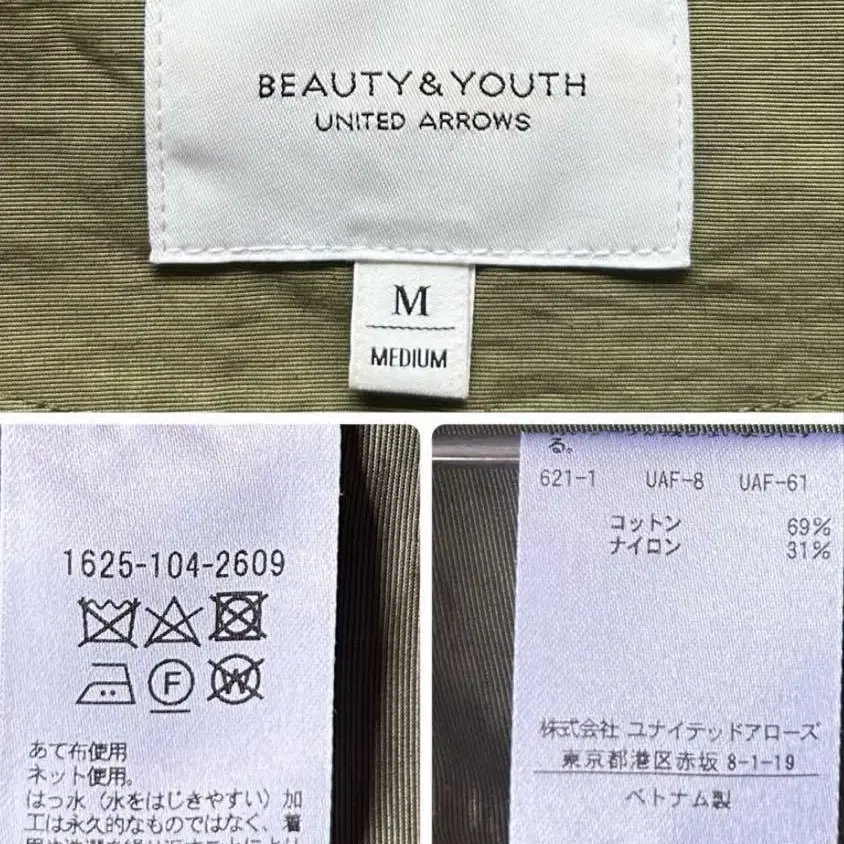 BEAUTY&YOUTH
UNITED ARROWS
M
MEDIUM
1625-104-2609
F
W
あて布使用
ネット使用。
はっ水（水をはじきやすい）加
工は永久的なものではなく、着
る。
621-1 UAF-8 UAF-61
コットン 69%
ナイロン 31%
株式会社 ユナイテッドアローズ
東京都港区赤坂 8-1-19
ベトナム製